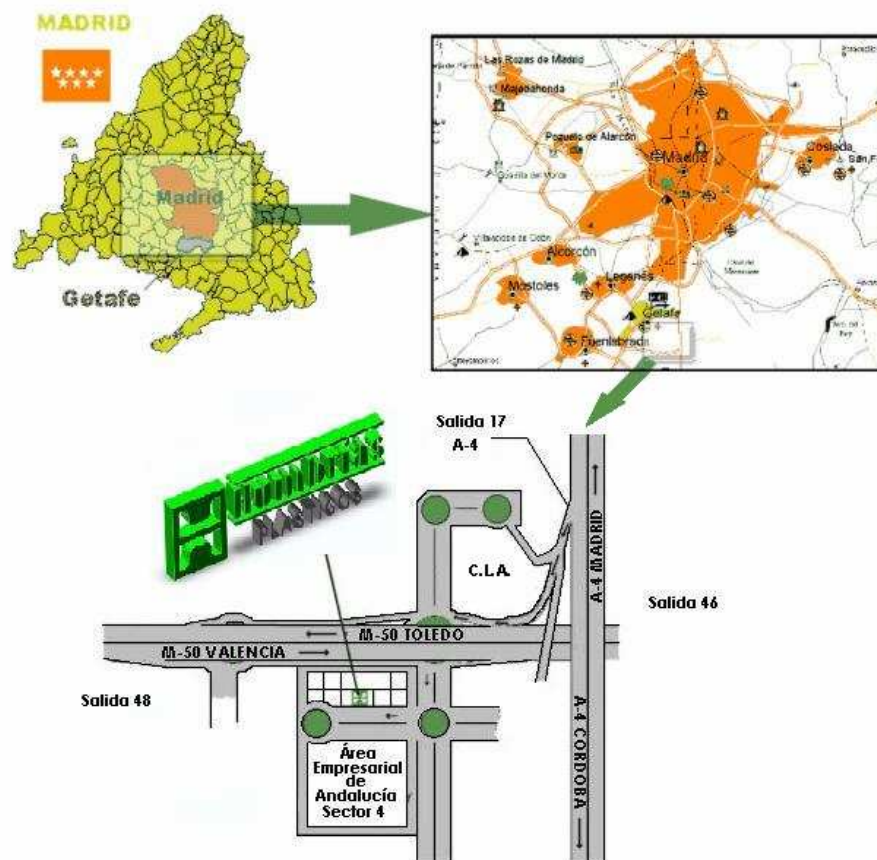 MADRID
Madrid
Getafe
Las Rozas de Madrid
Majadahonda
Pozuelo de Alarcón
Madrid
Coslada
Alcorcón
Mostoles
Leganés
Getafe
Fuenlabrada
Salida 17
A-4
PLASTICOS
C.L.A.
A-4 MADRID
Salida 46
M-50 TOLEDO
M-50 VALENCIA
Salida 48
A-4 CORDOBA
Área
Empresarial
de
Andalucía
Sector 4